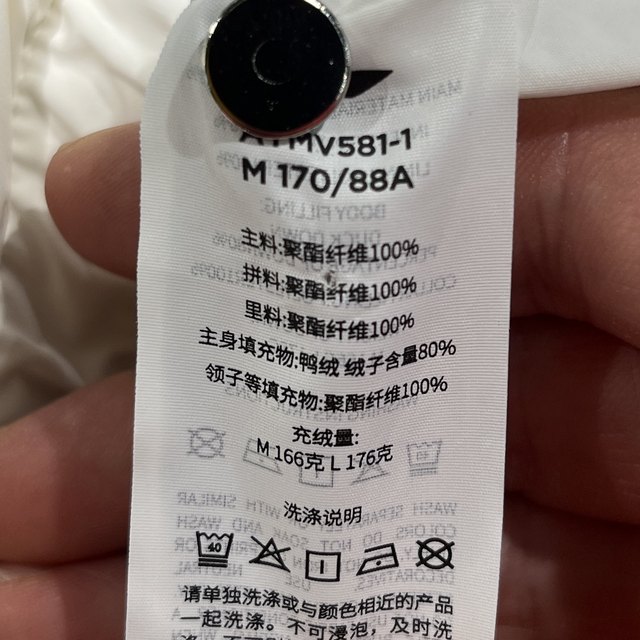 MV581-1
M 170/88A
主料:聚酯纤维100%
拼料:聚酯纤维100%
里料:聚酯纤维100%
主身填充物:鸭绒 绒子含量80%
领子等填充物:聚酯纤维100%
充绒量:
M 166克 L 176克
洗涤说明
40
请单独洗涤或与颜色相近的产品
一起洗涤。不可浸泡，及时洗